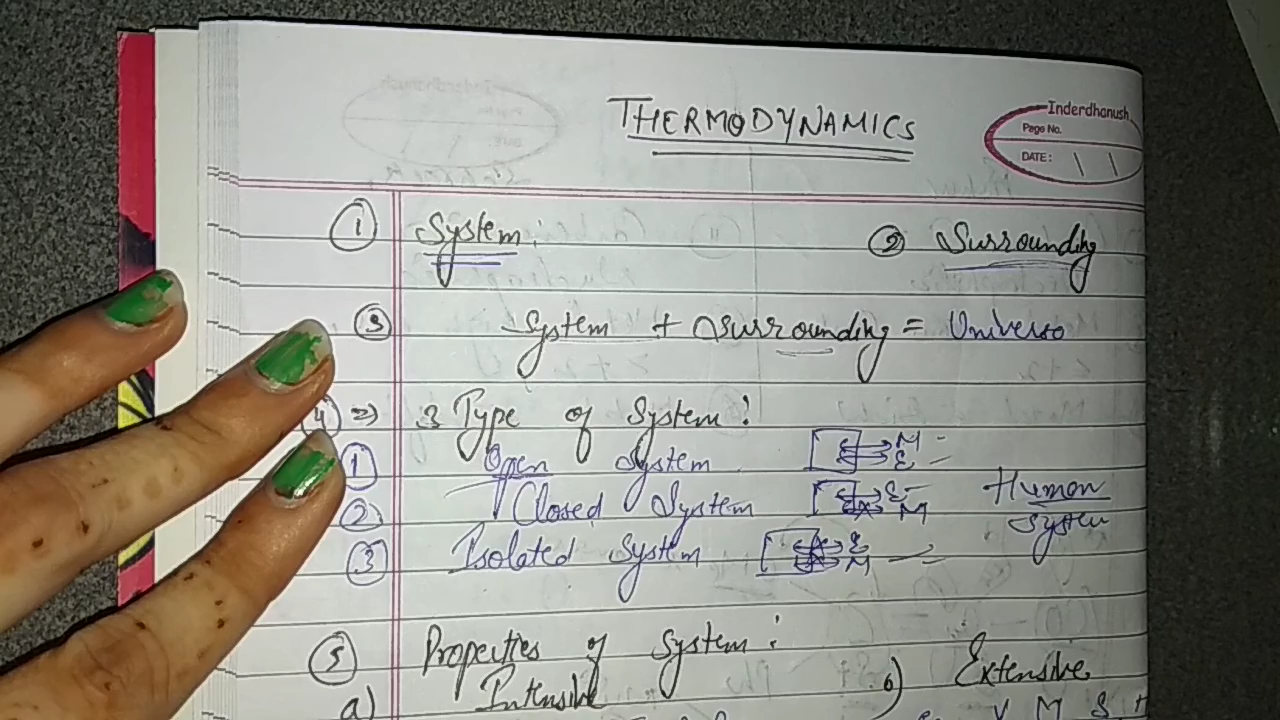 THERMODYNAMICS
Inderdhanush
Page No.
DATE:
① System: ② Surrounding
③ System + Surrounding = Universe
④ ⇒ 3 Type of System:
① Open System M
E
② Closed System E Human
M System
③ Isolated System E
M
⑤ Properties of System:
a) Intensive b) Extensive
V M S H